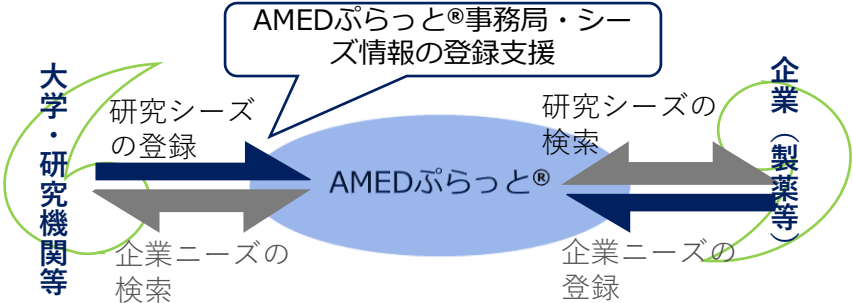 AMEDぷらっと®事務局・シー
ズ情報の登録支援
大学・研究機関等
研究シーズ
の登録
AMEDぷらっと®
企業ニーズの
検索
研究シーズの
検索
企業ニーズの
登録
企業（製薬等）